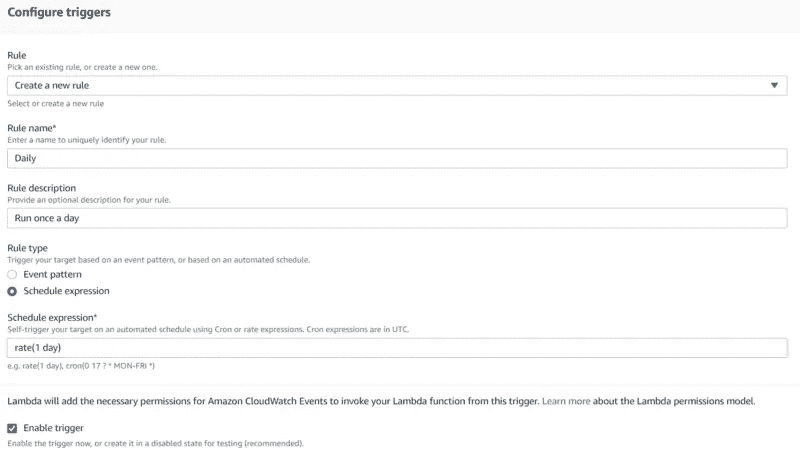 Configure triggers
Rule
Pick an existing rule, or create a new one.
Create a new rule
Select or create a new rule
Rule name*
Enter a name to uniquely identify your rule.
Daily
Rule description
Provide an optional description for your rule.
Run once a day
Rule type
Trigger your target based on an event pattern, or based on an automated schedule.
Event pattern
Schedule expression
Schedule expression*
Self-trigger your target on an automated schedule using Cron or rate expressions. Cron expressions are in UTC.
rate(1 day)
e.g. rate(1 day), cron(0 17 ? * MON-FRI *)
Lambda will add the necessary permissions for Amazon CloudWatch Events to invoke your Lambda function from this trigger. Learn more about the Lambda permissions model.
Enable trigger
Enable the trigger now, or create it in a disabled state for testing (recommended).